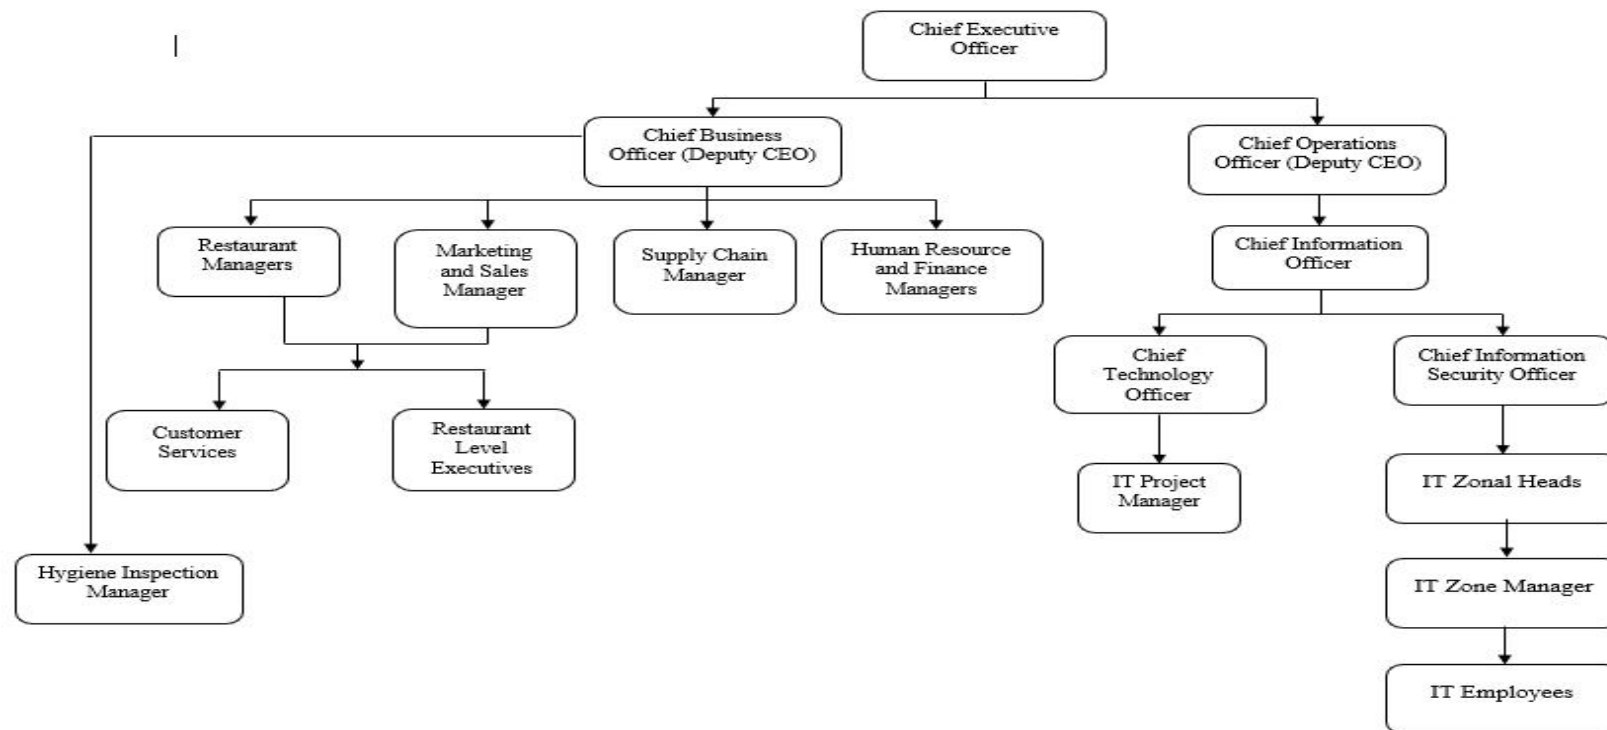 Chief Executive
Officer
Chief Business
Officer (Deputy CEO)
Chief Operations
Officer (Deputy CEO)
Restaurant
Managers
Marketing
and Sales
Manager
Supply Chain
Manager
Human Resource
and Finance
Managers
Chief Information
Officer
Chief
Technology
Officer
Chief Information
Security Officer
Customer
Services
Restaurant
Level
Executives
IT Project
Manager
IT Zonal Heads
Hygiene Inspection
Manager
IT Zone Manager
IT Employees